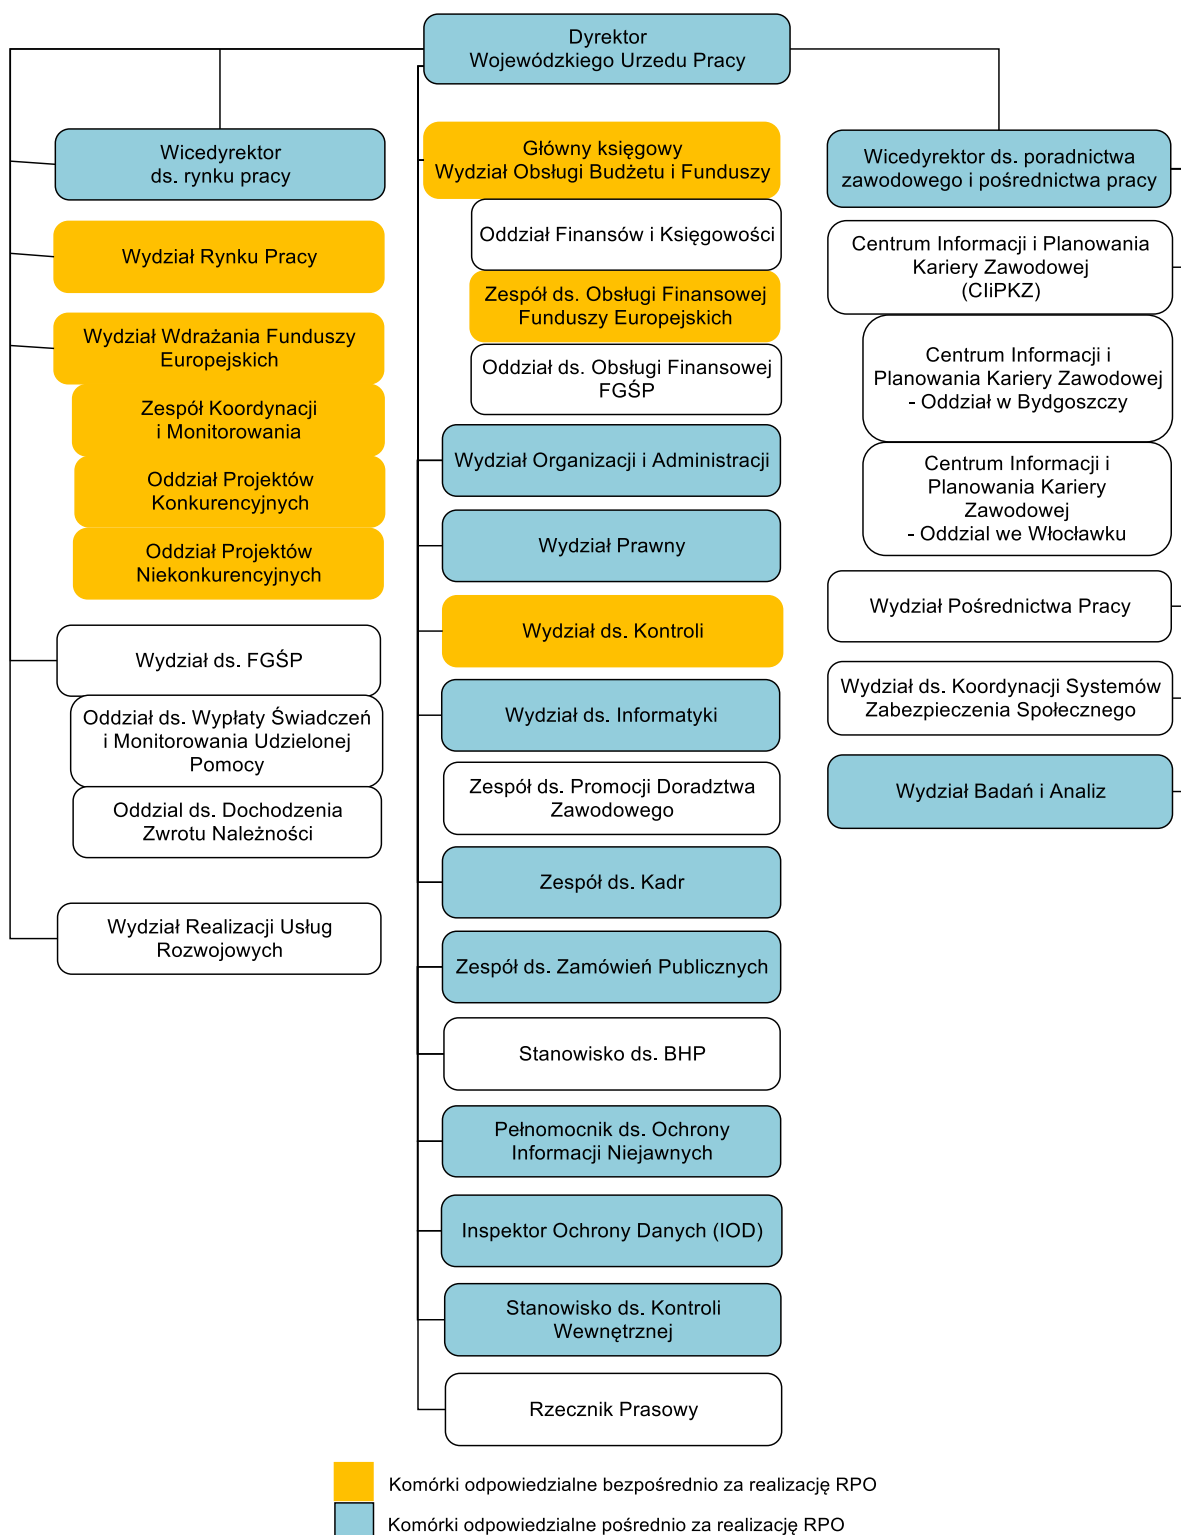 Dyrektor
Wojewódzkiego Urzedu Pracy
Wicedyrektor
ds. rynku pracy
Wydział Rynku Pracy
Wydział Wdrażania Funduszy
Europejskich
Zespół Koordynacji
i Monitorowania
Oddział Projektów
Konkurencyjnych
Oddział Projektów
Niekonkurencyjnych
Wydział ds. FGŚP
Oddział ds. Wypłaty Świadczeń
i Monitorowania Udzielonej
Pomocy
Oddzial ds. Dochodzenia
Zwrotu Należności
Wydział Realizacji Usług
Rozwojowych
Główny księgowy
Wydział Obsługi Budżetu i Funduszy
Oddział Finansów i Księgowości
Zespół ds. Obsługi Finansowej
Funduszy Europejskich
Oddział ds. Obsługi Finansowej
FGŚP
Wydział Organizacji i Administracji
Wydział Prawny
Wydział ds. Kontroli
Wydział ds. Informatyki
Zespół ds. Promocji Doradztwa
Zawodowego
Zespół ds. Kadr
Zespół ds. Zamówień Publicznych
Stanowisko ds. BHP
Pełnomocnik ds. Ochrony
Informacji Niejawnych
Inspektor Ochrony Danych (IOD)
Stanowisko ds. Kontroli
Wewnętrznej
Rzecznik Prasowy
Wicedyrektor ds. poradnictwa
zawodowego i pośrednictwa pracy
Centrum Informacji i Planowania
Kariery Zawodowej
(CIiPKZ)
Centrum Informacji i
Planowania Kariery Zawodowej
- Oddział w Bydgoszczy
Centrum Informacji i
Planowania Kariery
Zawodowej
- Oddzial we Włocławku
Wydział Pośrednictwa Pracy
Wydział ds. Koordynacji Systemów
Zabezpieczenia Społecznego
Wydział Badań i Analiz
Komórki odpowiedzialne bezpośrednio za realizację RPO
Komórki odpowiedzialne pośrednio za realizację RPO